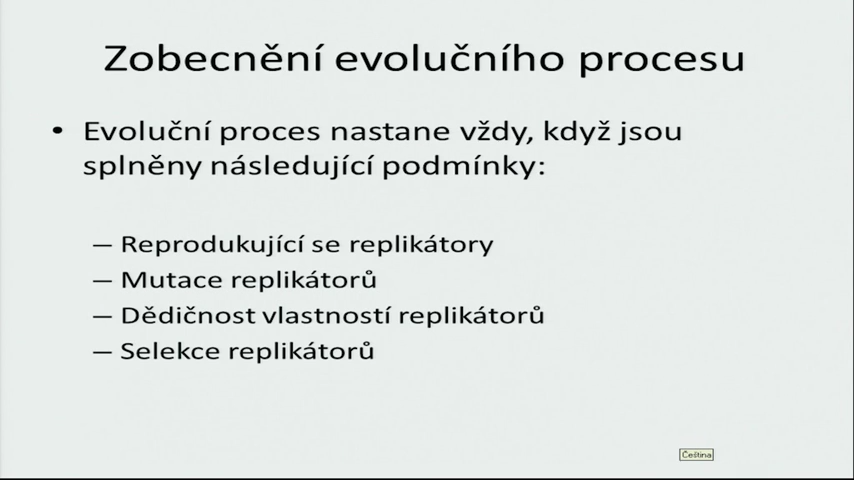 Zobecnění evolučního procesu
• Evoluční proces nastane vždy, když jsou
splněny následující podmínky:
– Reprodukující se replikátory
– Mutace replikátorů
– Dědičnost vlastností replikátorů
– Selekce replikátorů
Čeština